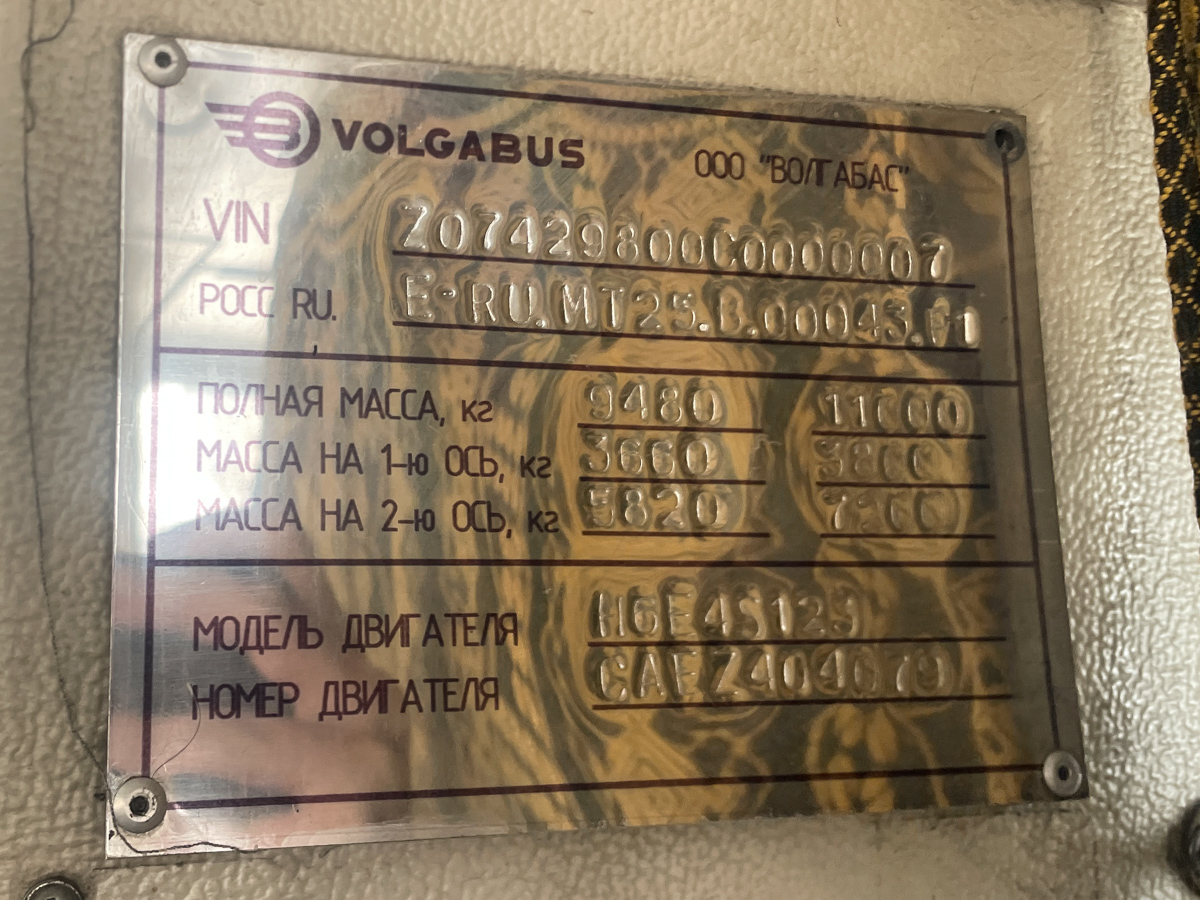 VOLGABUS
ООО "ВОЛГАБАС"
VIN Z07429800C0000007
РОСС RU. E-RU.MT25.B.00043.P1
ПОЛНАЯ МАССА, кг 9480 11000
МАССА НА 1-ю ОСЬ, кг 3660
МАССА НА 2-ю ОСЬ, кг 5820
МОДЕЛЬ ДВИГАТЕЛЯ
НОМЕР ДВИГАТЕЛЯ